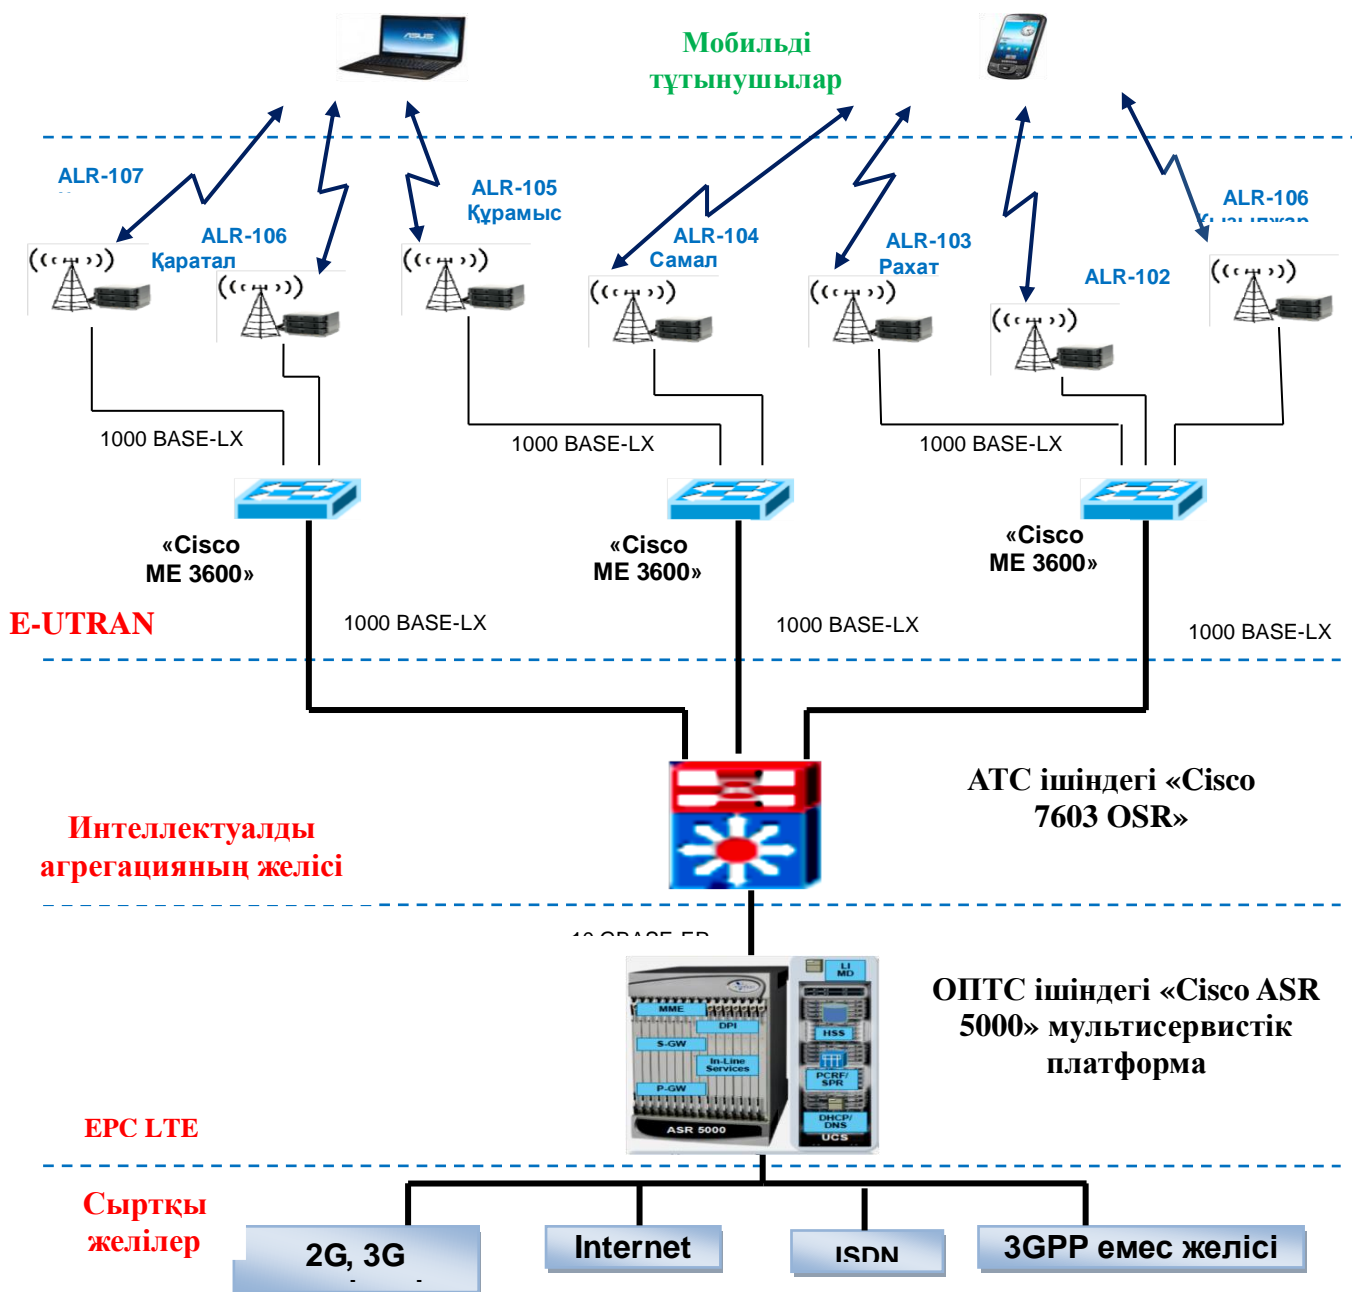 Мобильді
тұтынушылар
ASUS
ALR-107
ALR-106
Қаратал
ALR-105
Құрамыс
ALR-104
Самал
ALR-103
Рахат
ALR-102
ALR-106
1000 BASE-LX
1000 BASE-LX
1000 BASE-LX
«Cisco
ME 3600»
«Cisco
ME 3600»
«Cisco
ME 3600»
E-UTRAN
1000 BASE-LX
1000 BASE-LX
1000 BASE-LX
АТС ішіндегі «Cisco
7603 OSR»
Интеллектуалды
агрегацияның желісі
LI
MD
MME
DPI
HSS
S-GW
In-Line
Services
PCRF/
SPR
P-GW
DHCP/
DNS
ASR 5000
UCS
ОПТС ішіндегі «Cisco ASR
5000» мультисервистік
платформа
EPC LTE
Сыртқы
желілер
2G, 3G
Internet
ISDN
3GPP емес желісі